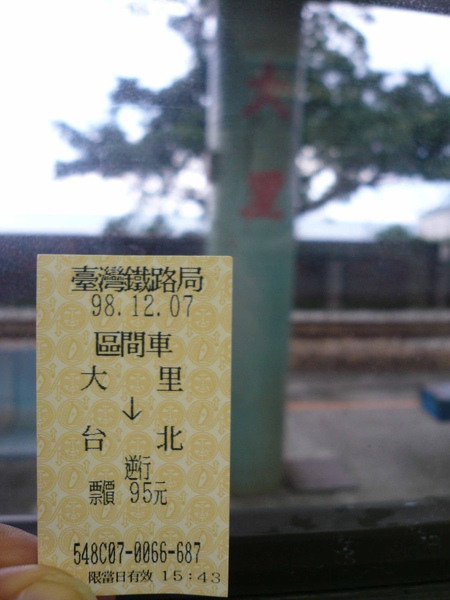 大
里
臺灣鐵路局
98.12.07
區間車
大 里
↓
台 北
逆行
票價 95元
548C07-0066-687
限當日有效 15:43